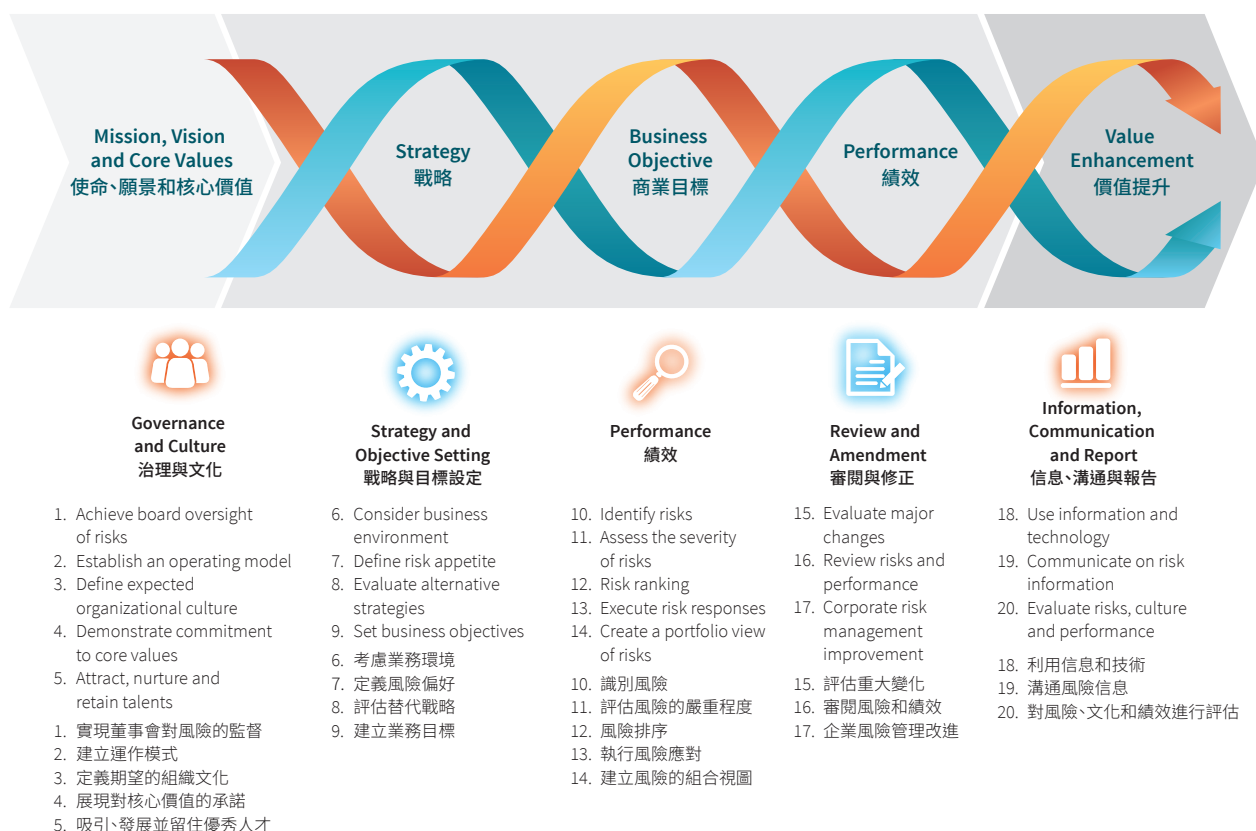 Mission, Vision
and Core Values
使命、願景和核心價值
Strategy
戰略
Business
Objective
商業目標
Performance
績效
Value
Enhancement
價值提升
Governance
and Culture
治理與文化
1. Achieve board oversight
of risks
2. Establish an operating model
3. Define expected
organizational culture
4. Demonstrate commitment
to core values
5. Attract, nurture and
retain talents
1. 實現董事會對風險的監督
2. 建立運作模式
3. 定義期望的組織文化
4. 展現對核心價值的承諾
5. 吸引、發展並留住優秀人才
Strategy and
Objective Setting
戰略與目標設定
6. Consider business
environment
7. Define risk appetite
8. Evaluate alternative
strategies
9. Set business objectives
6. 考慮業務環境
7. 定義風險偏好
8. 評估替代戰略
9. 建立業務目標
Performance
績效
10. Identify risks
11. Assess the severity
of risks
12. Risk ranking
13. Execute risk responses
14. Create a portfolio view
of risks
10. 識別風險
11. 評估風險的嚴重程度
12. 風險排序
13. 執行風險應對
14. 建立風險的組合視圖
Review and
Amendment
審閱與修正
15. Evaluate major
changes
16. Review risks and
performance
17. Corporate risk
management
improvement
15. 評估重大變化
16. 審閱風險和績效
17. 企業風險管理改進
Information,
Communication
and Report
信息、溝通與報告
18. Use information and
technology
19. Communicate on risk
information
20. Evaluate risks, culture
and performance
18. 利用信息和技術
19. 溝通風險信息
20. 對風險、文化和績效進行評估